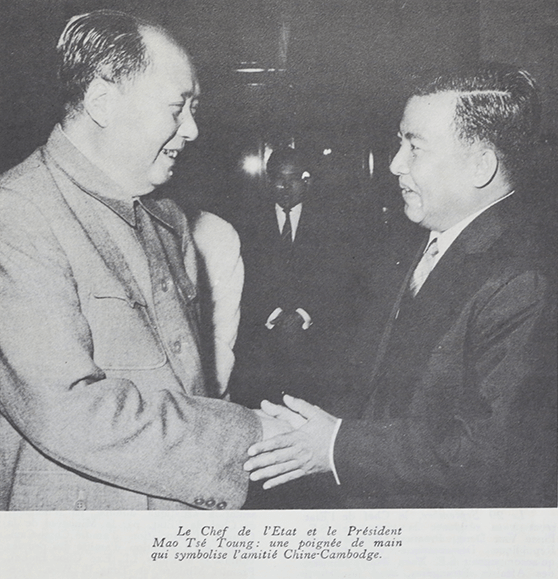 Le Chef de l'Etat et le Président
Mao Tsé Toung: une poignée de main
qui symbolise l'amitié Chine-Cambodge.